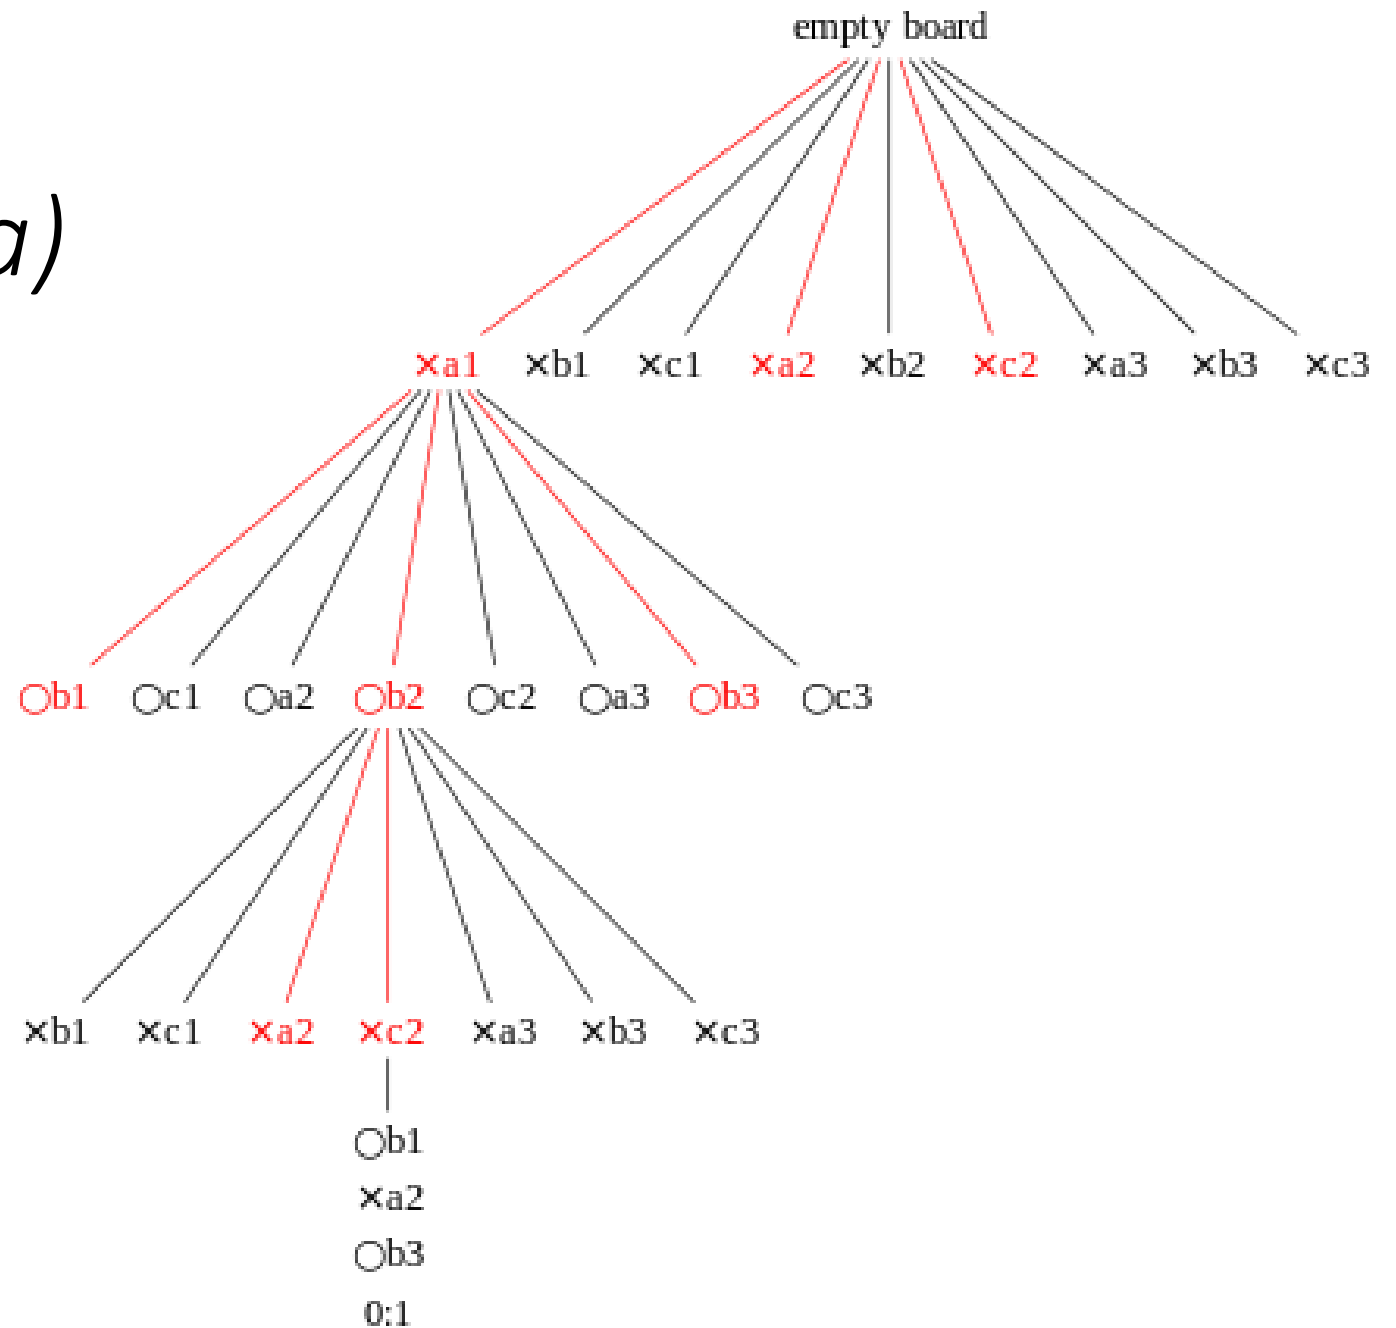 empty board
a)
×a1 ×b1 ×c1 ×a2 ×b2 ×c2 ×a3 ×b3 ×c3
○b1 ○c1 ○a2 ○b2 ○c2 ○a3 ○b3 ○c3
×b1 ×c1 ×a2 ×c2 ×a3 ×b3 ×c3
○b1
×a2
○b3
0:1